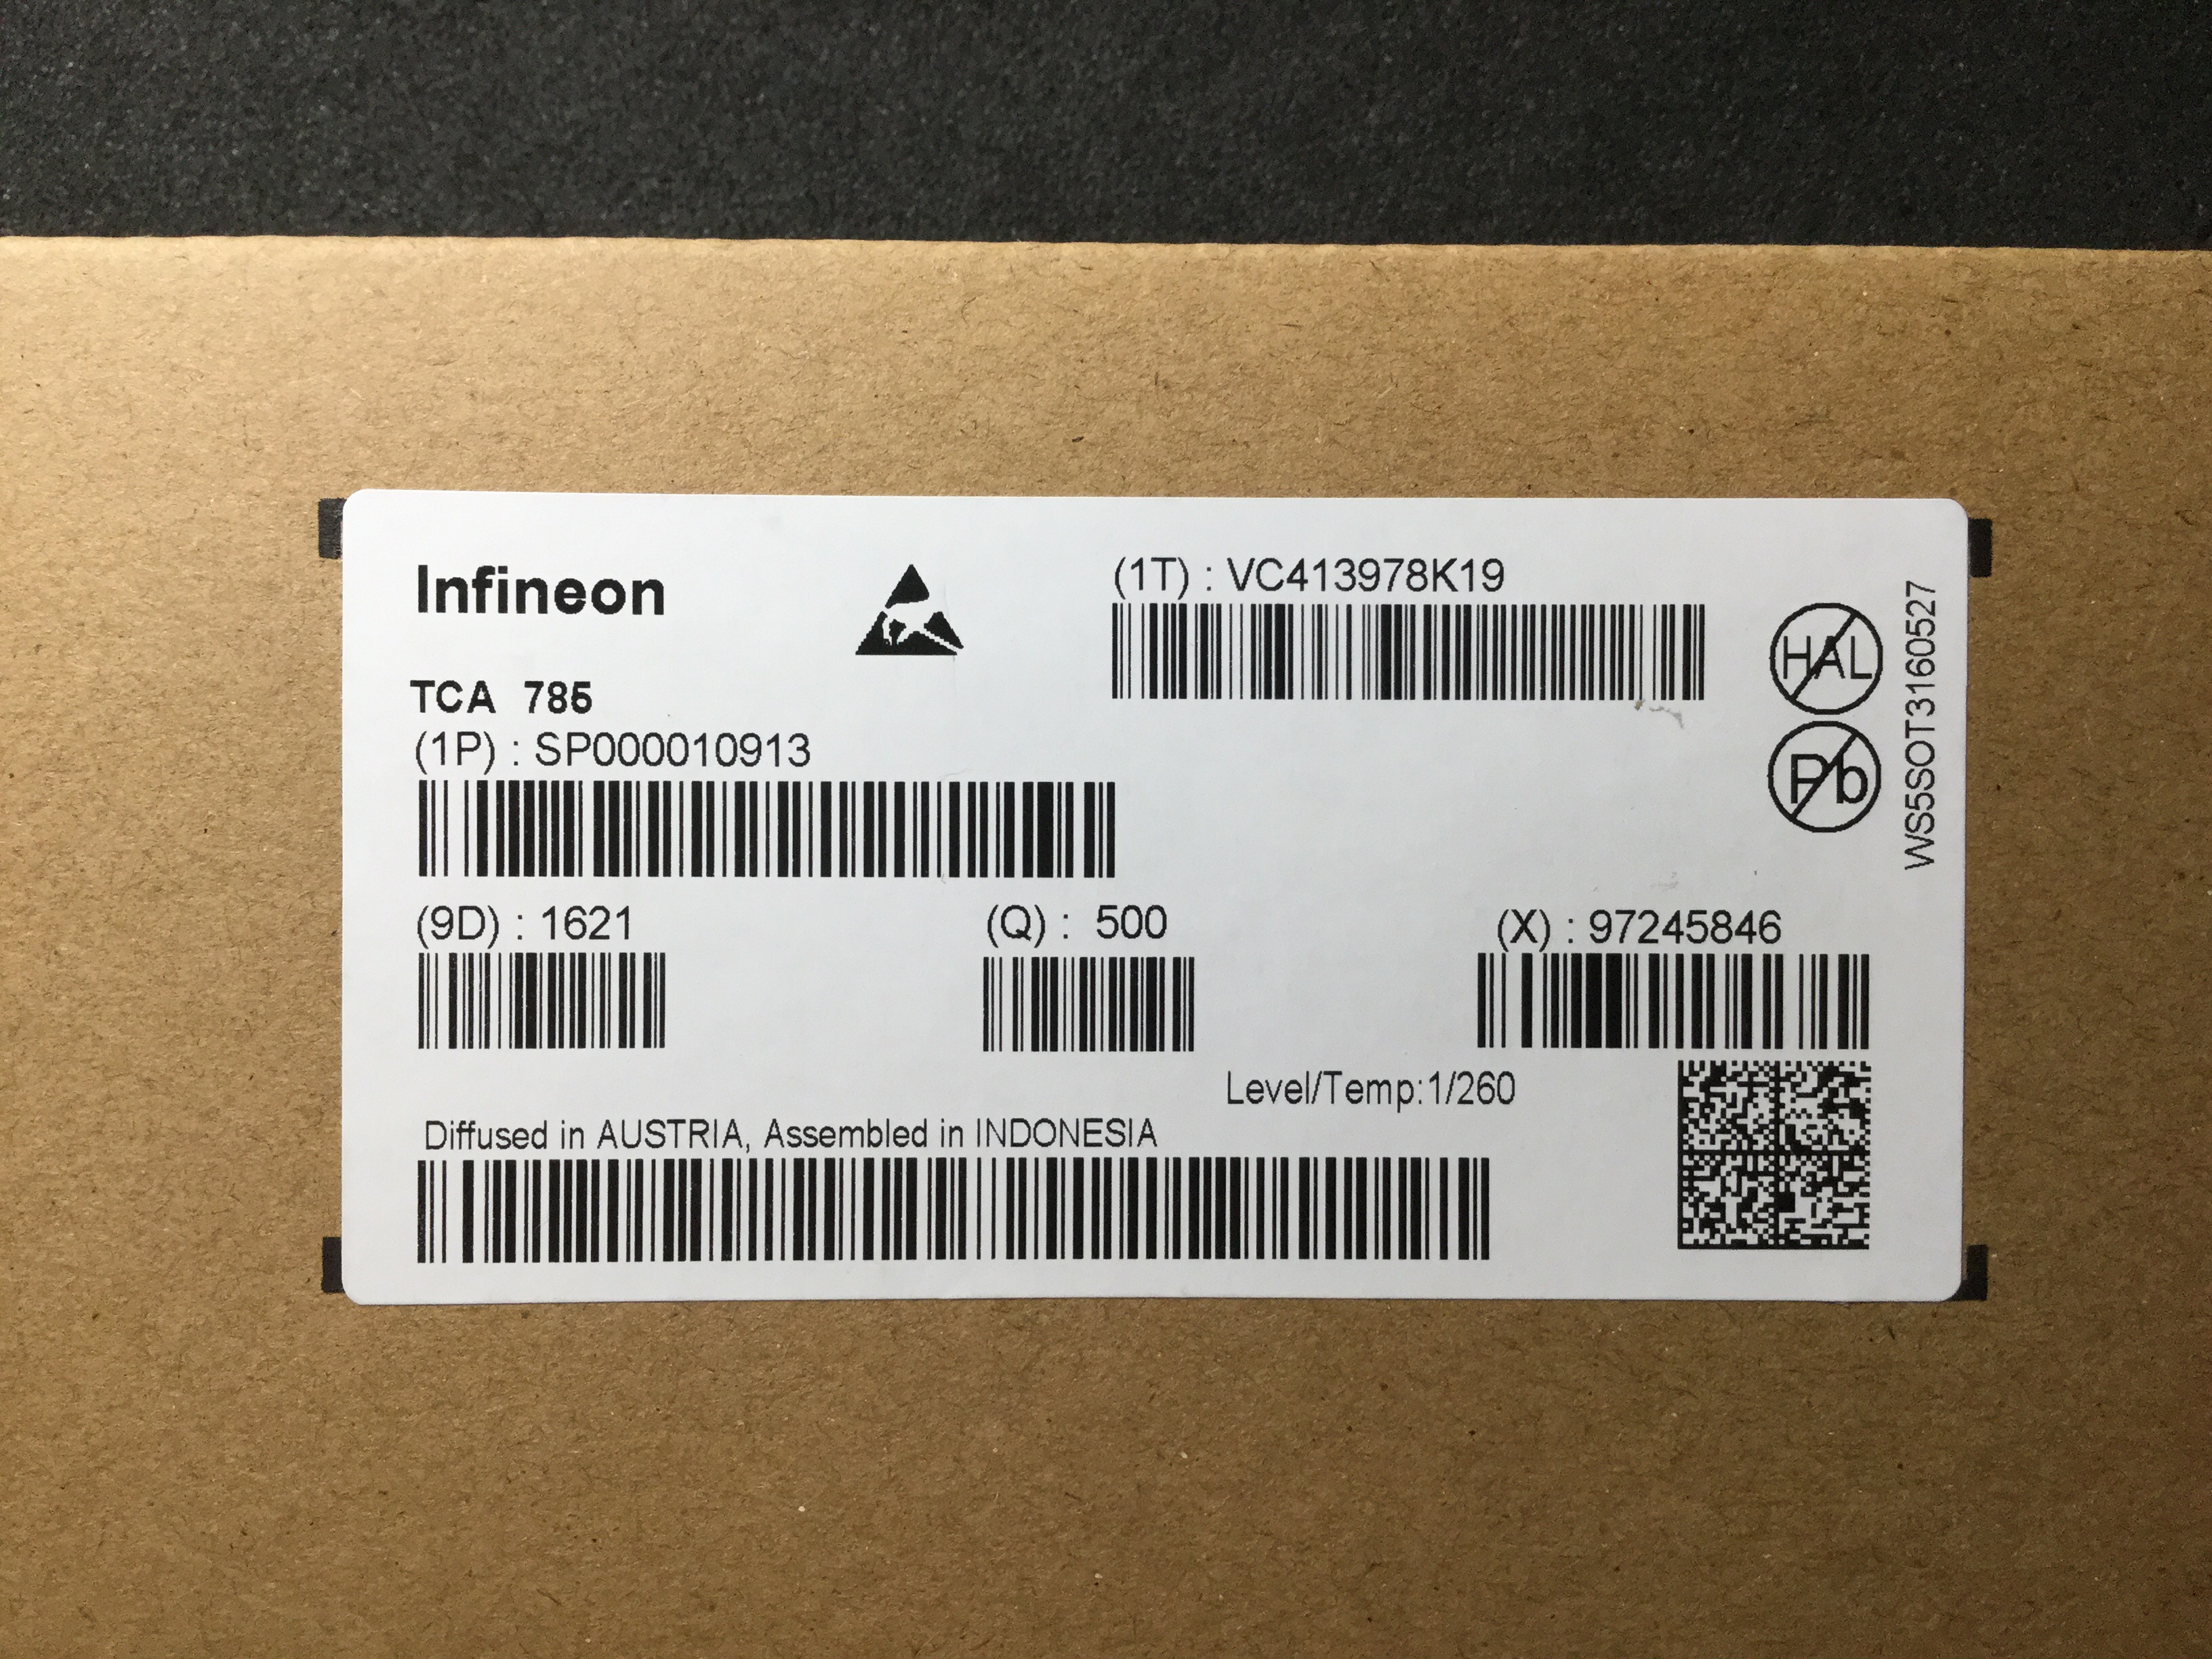 Infineon
(1T) : VC413978K19
HAL
Pb
WS5SOT3160527
TCA 785
(1P) : SP000010913
(9D) : 1621
(Q) : 500
(X) : 97245846
Level/Temp:1/260
Diffused in AUSTRIA, Assembled in INDONESIA